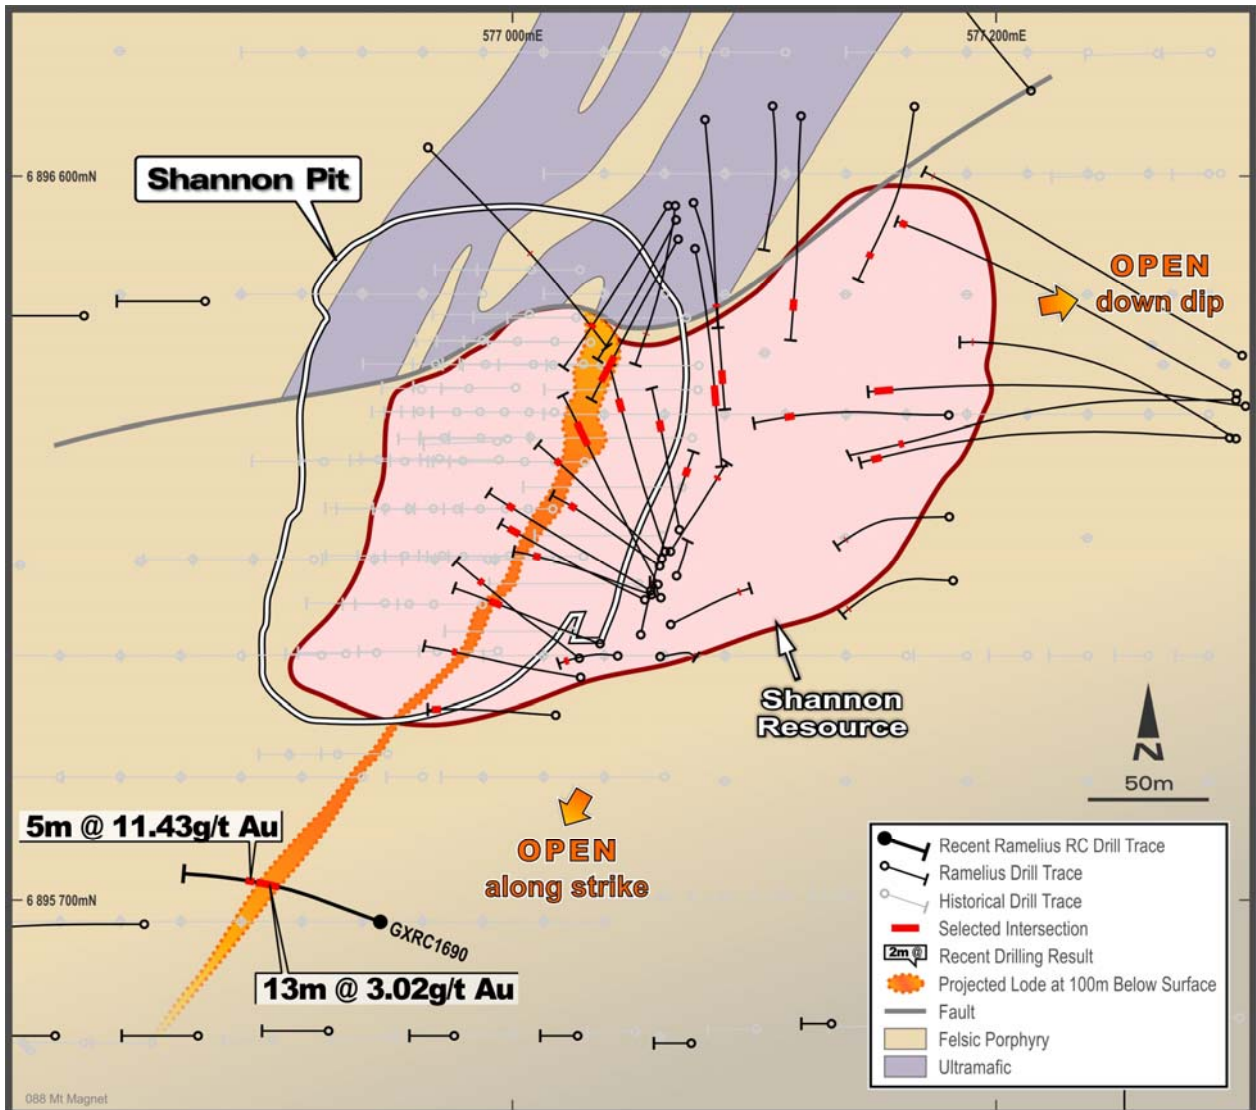 577 000mE
577 200mE
6 896 600mN
Shannon Pit
OPEN
down dip
Shannon
Resource
N
50m
5m @ 11.43g/t Au
OPEN
along strike
6 895 700mN
GXRC1690
13m @ 3.02g/t Au
Recent Ramelius RC Drill Trace
Ramelius Drill Trace
Historical Drill Trace
Selected Intersection
2m @
Recent Drilling Result
Projected Lode at 100m Below Surface
Fault
Felsic Porphyry
Ultramafic
088 Mt Magnet